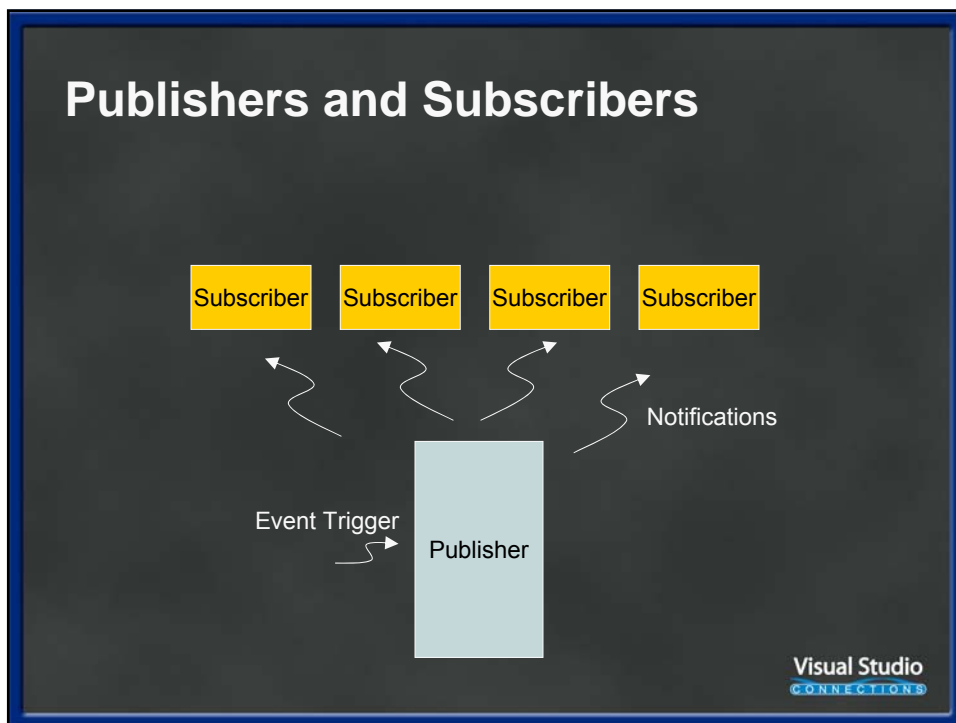 Publishers and Subscribers
Subscriber Subscriber Subscriber Subscriber
Notifications
Event Trigger
Publisher
Visual Studio
CONNECTIONS